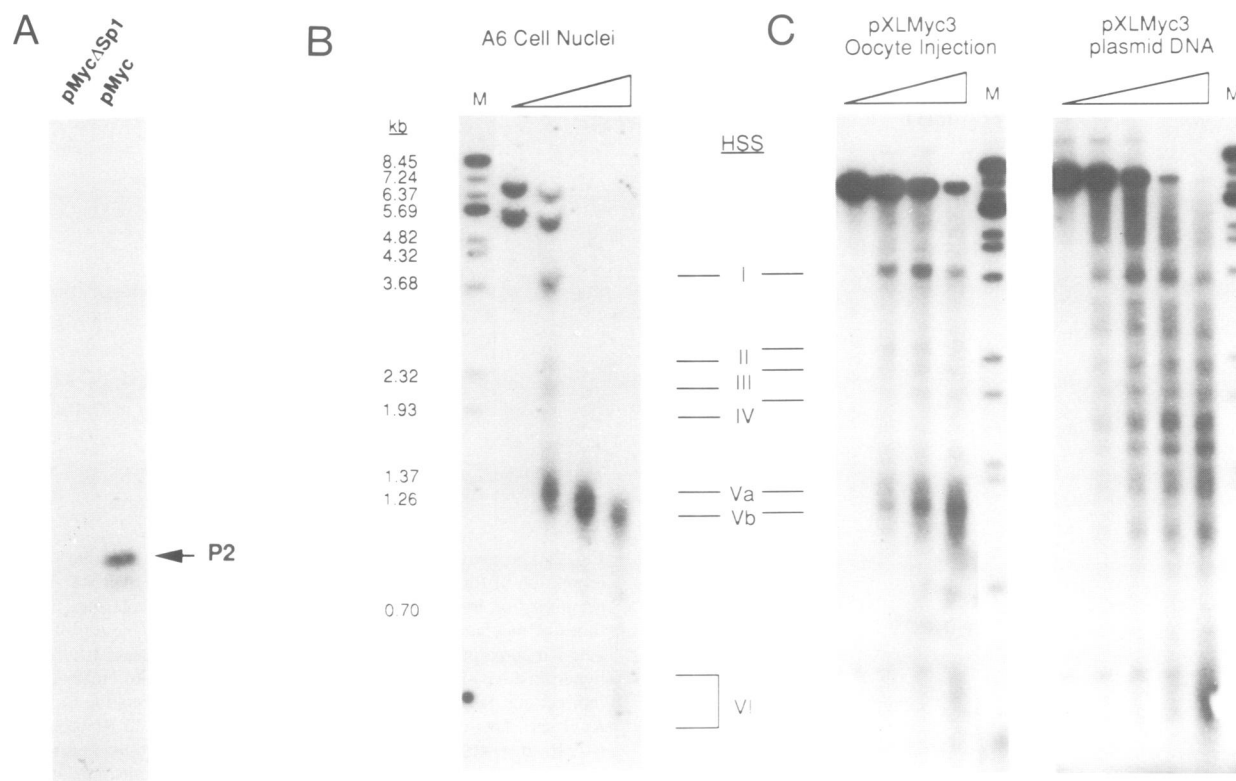 A
pMycΔSp1
pMyc
P2
B
A6 Cell Nuclei
M
kb
8.45
7.24
6.37
5.69
4.82
4.32
3.68
2.32
1.93
1.37
1.26
0.70
HSS
I
II
III
IV
Va
Vb
VI
C
pXLMyc3
Oocyte Injection
M
pXLMyc3
plasmid DNA
M